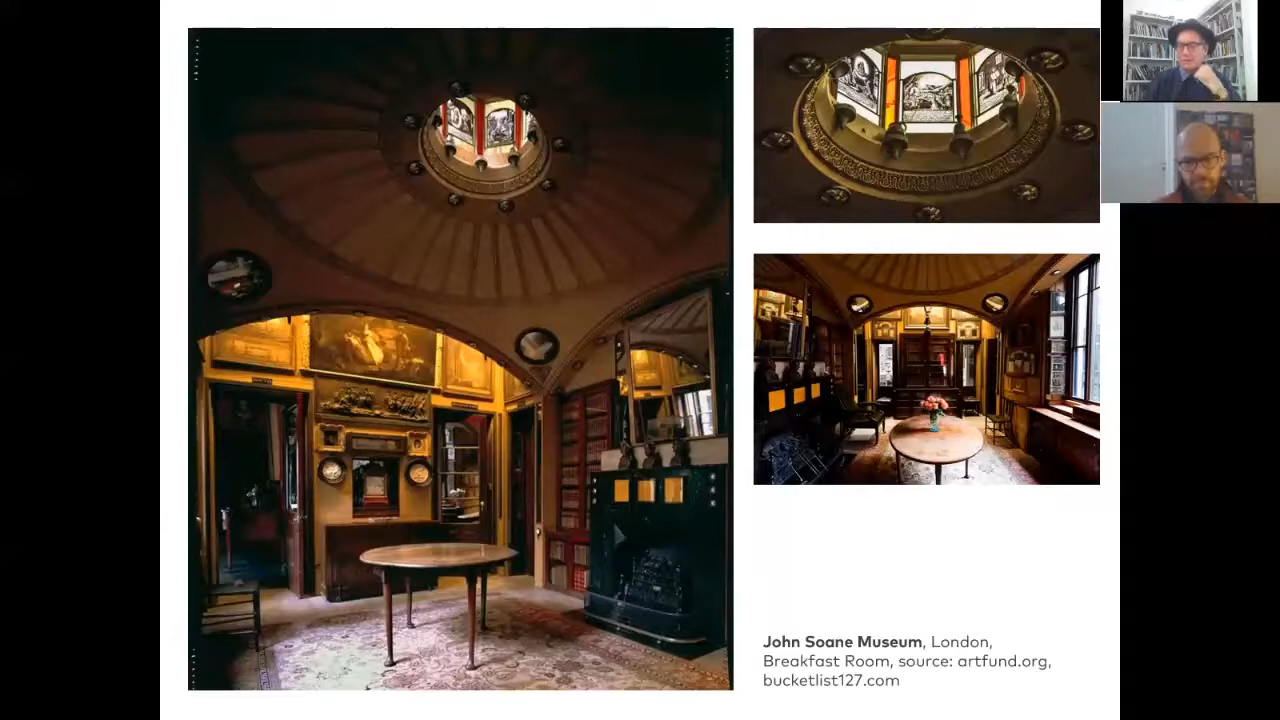 John Soane Museum, London,
Breakfast Room, source: artfund.org,
bucketlist127.com